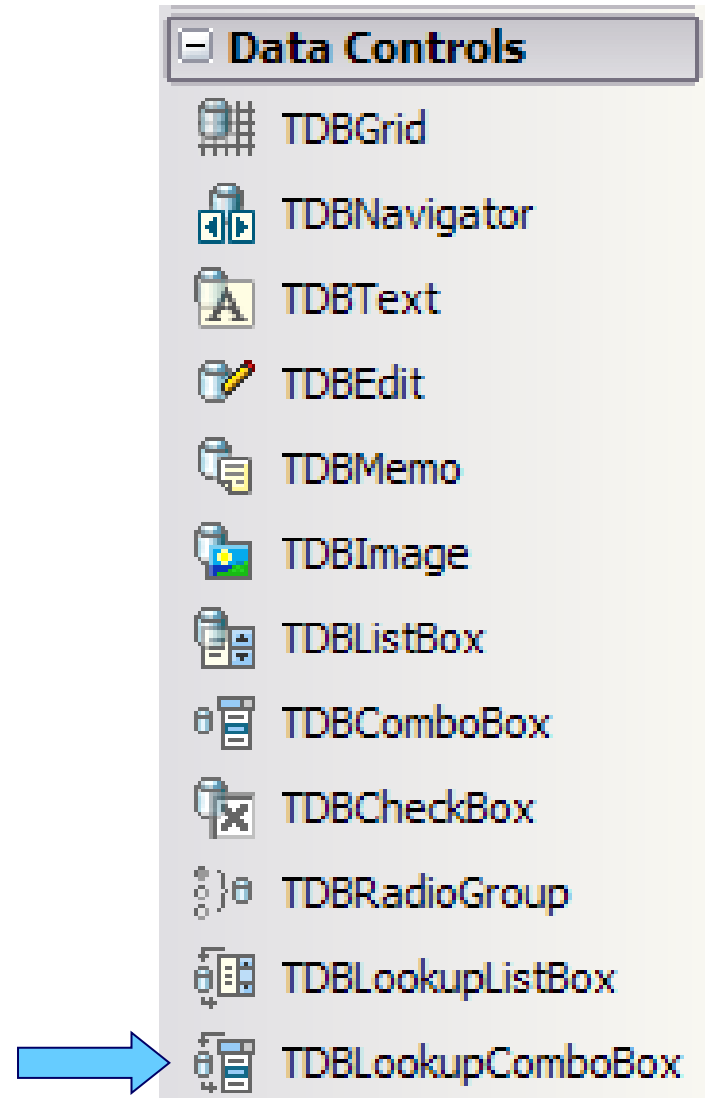 Data Controls
TDBGrid
TDBNavigator
TDBText
TDBEdit
TDBMemo
TDBImage
TDBListBox
TDBComboBox
TDBCheckBox
TDBRadioGroup
TDBLookupListBox
TDBLookupComboBox